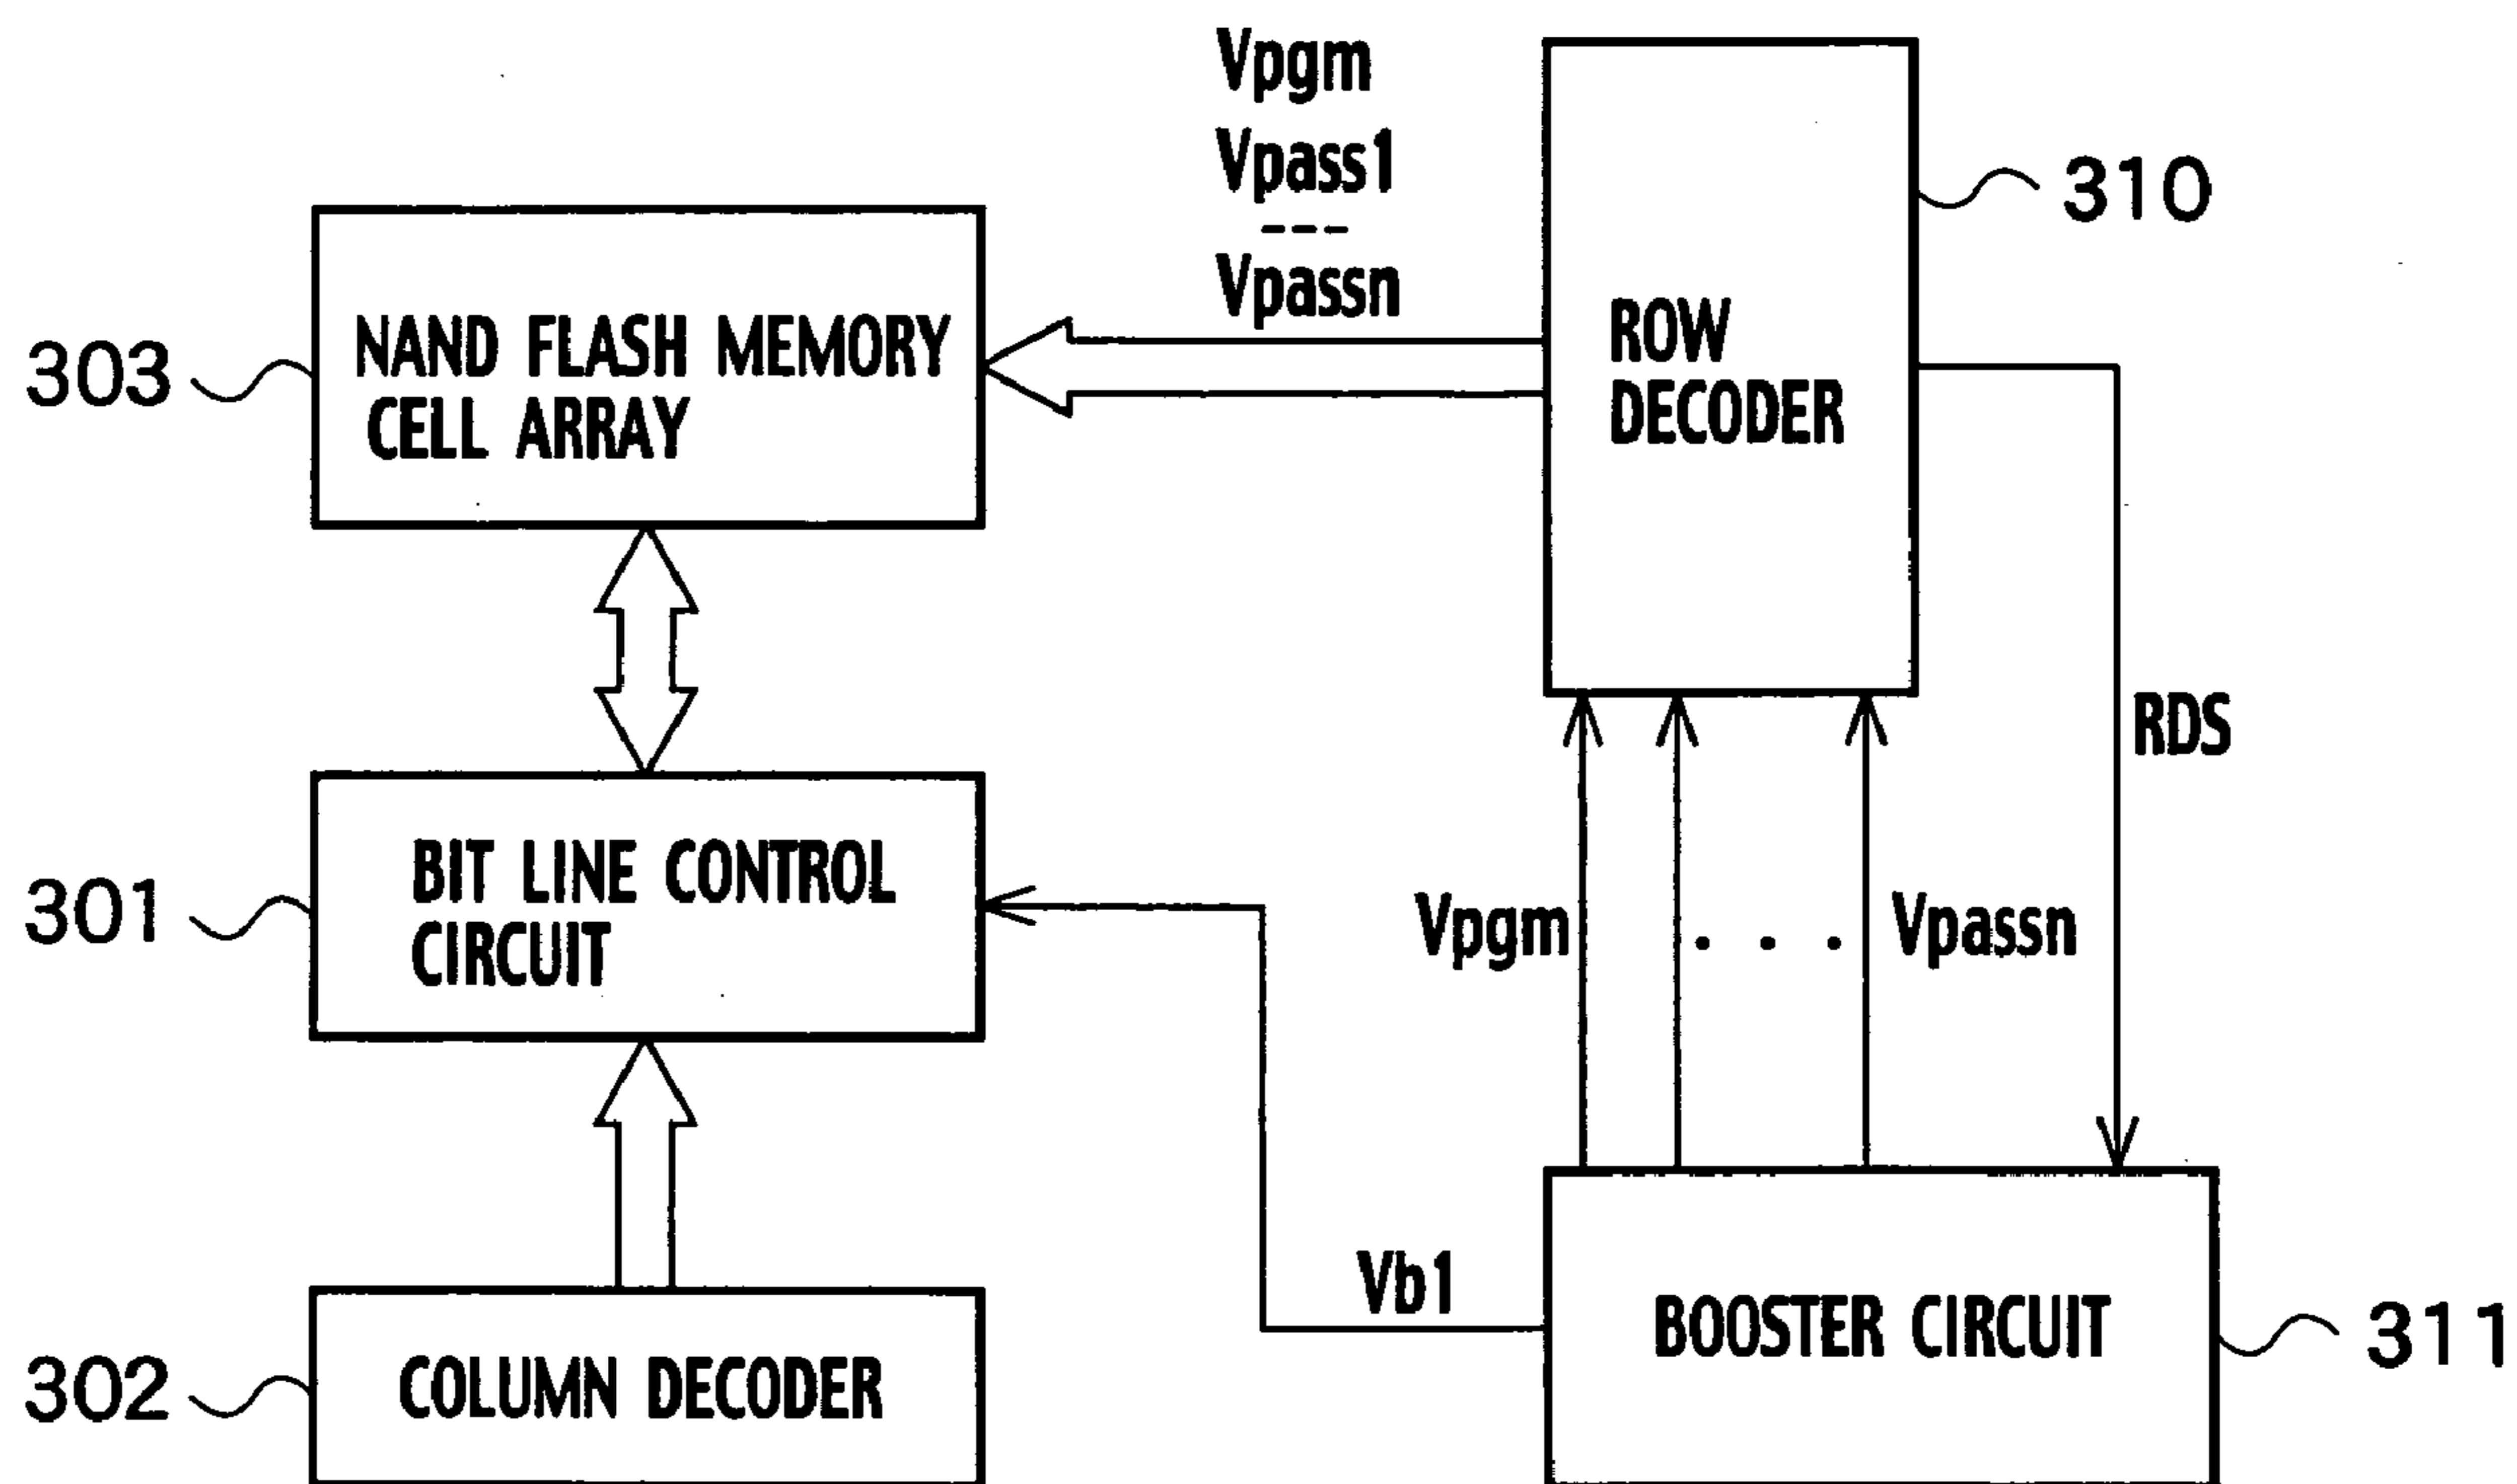 Vpgm
Vpass1
---
Vpassn
310
303
NAND FLASH MEMORY
CELL ARRAY
ROW
DECODER
RDS
301
BIT LINE CONTROL
CIRCUIT
Vpgm
. . .
Vpassn
Vb1
302
COLUMN DECODER
BOOSTER CIRCUIT
311